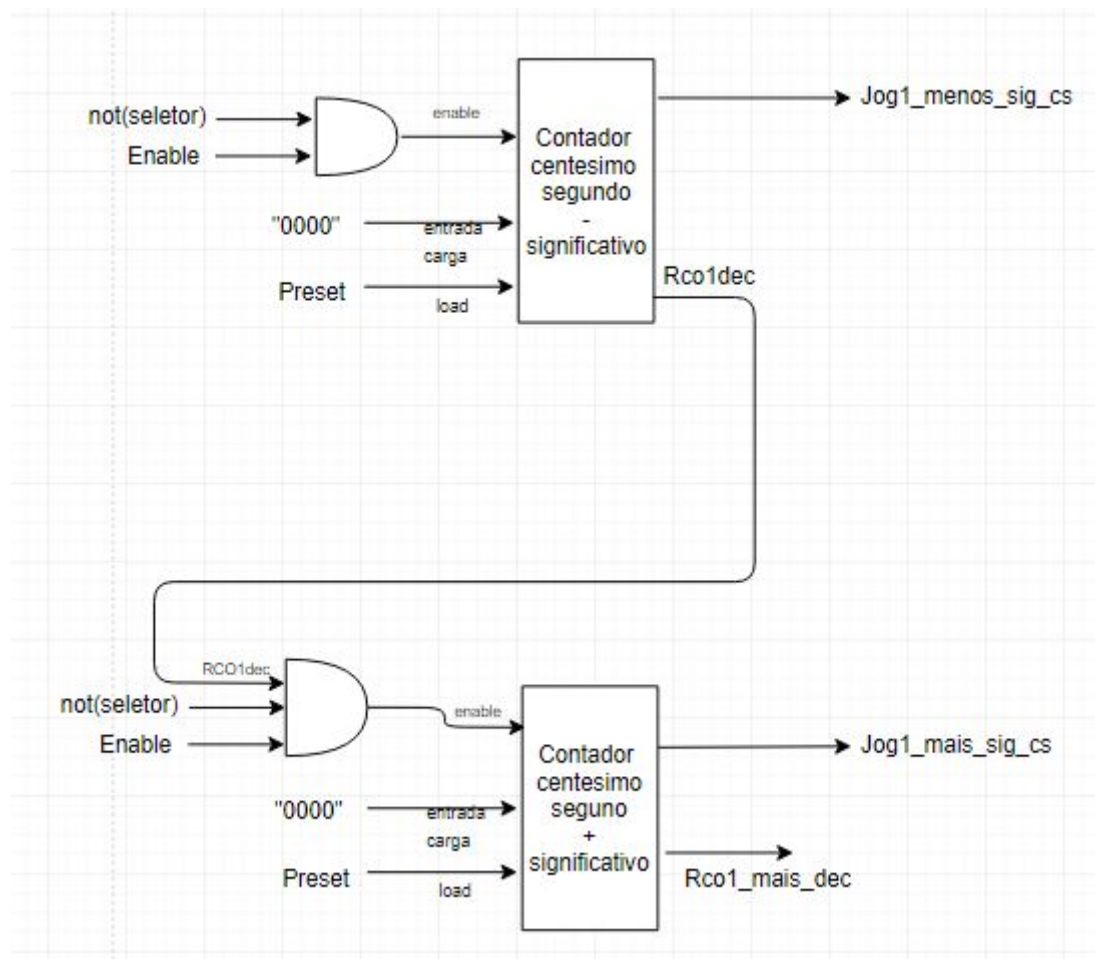 not(seletor)
Enable
enable
"0000"
entrada
carga
Preset
load
Contador
centesimo
segundo
-
significativo
Jog1_menos_sig_cs
Rco1dec
RCO1dec
not(seletor)
Enable
enable
"0000"
entrada
carga
Preset
load
Contador
centesimo
seguno
+
significativo
Jog1_mais_sig_cs
Rco1_mais_dec